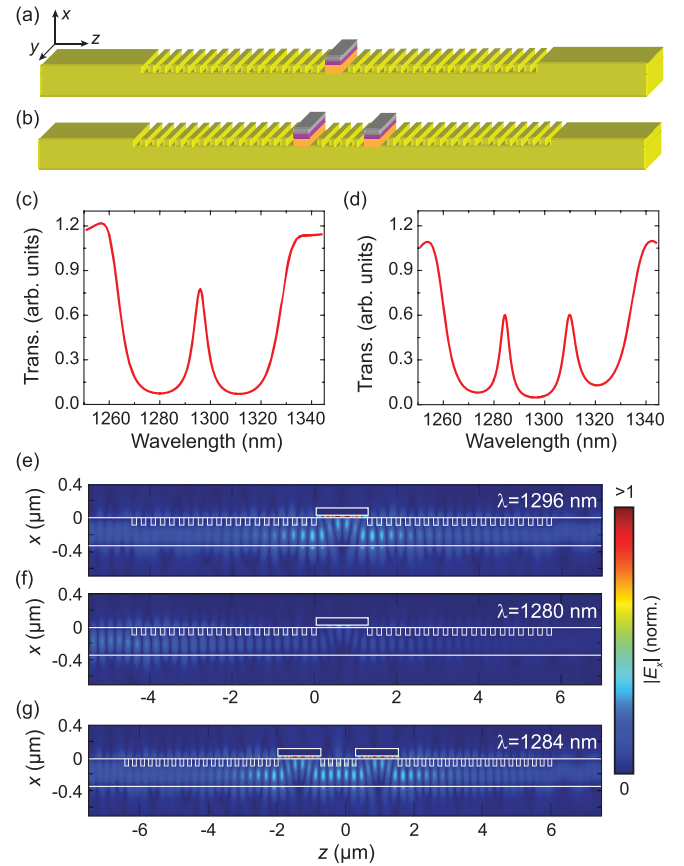 (a)
x
y
z
(b)
(c)
(d)
Trans. (arb. units)
1.2
0.9
0.6
0.3
0.0
1260 1280 1300 1320 1340
Wavelength (nm)
Trans. (arb. units)
1.2
0.9
0.6
0.3
0.0
1260 1280 1300 1320 1340
Wavelength (nm)
(e)
x (µm)
0.4
0
-0.4
λ=1296 nm
(f)
x (µm)
0.4
0
-0.4
λ=1280 nm
-4 -2 0 2 4 6
(g)
x (µm)
0.4
0
-0.4
λ=1284 nm
-6 -4 -2 0 2 4 6
z (µm)
>1
|Ex| (norm.)
0